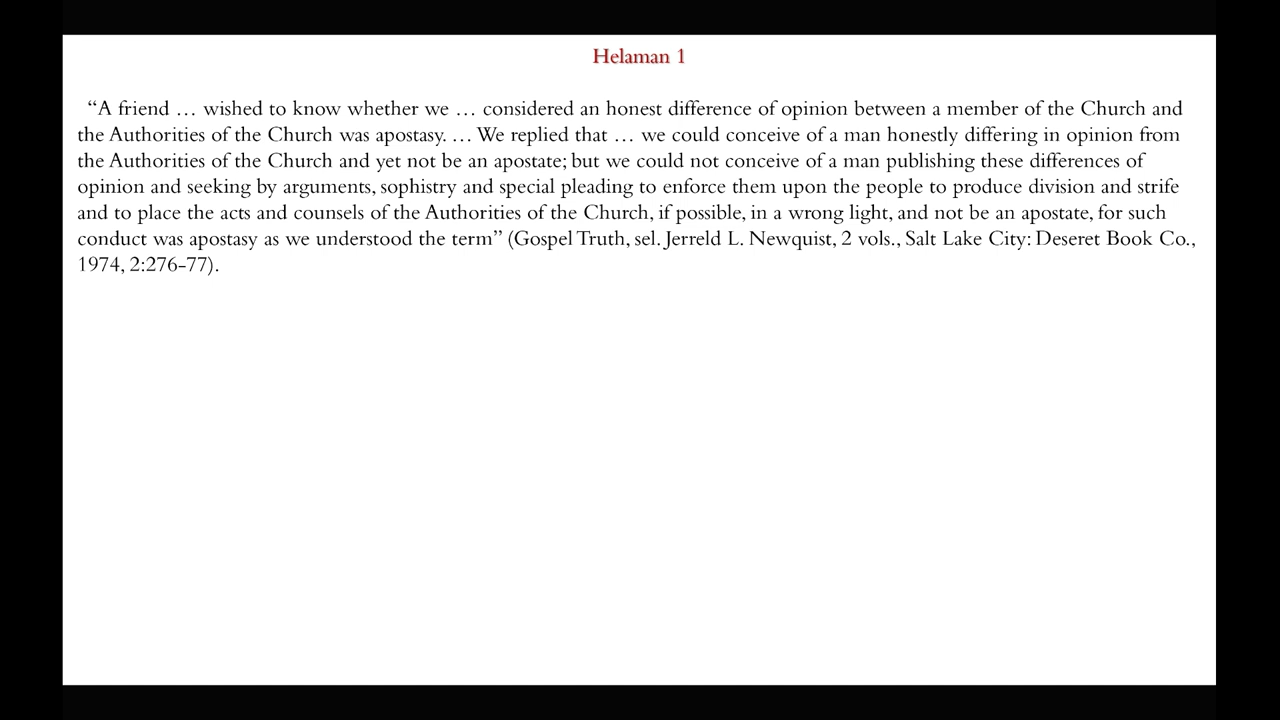 Helaman 1
“A friend … wished to know whether we … considered an honest difference of opinion between a member of the Church and
the Authorities of the Church was apostasy. … We replied that … we could conceive of a man honestly differing in opinion from
the Authorities of the Church and yet not be an apostate; but we could not conceive of a man publishing these differences of
opinion and seeking by arguments, sophistry and special pleading to enforce them upon the people to produce division and strife
and to place the acts and counsels of the Authorities of the Church, if possible, in a wrong light, and not be an apostate, for such
conduct was apostasy as we understood the term” (Gospel Truth, sel. Jerreld L. Newquist, 2 vols., Salt Lake City: Deseret Book Co.,
1974, 2:276-77).